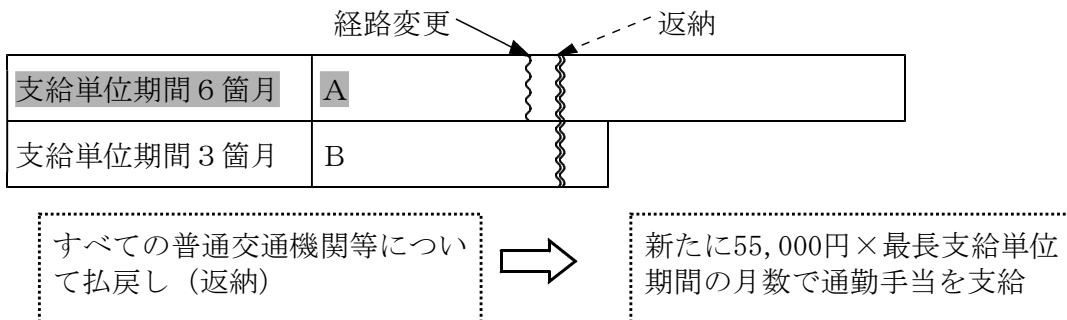 経路変更
返納
支給単位期間６箇月
Ａ
支給単位期間３箇月
Ｂ
すべての普通交通機関等につい
て払戻し（返納）
新たに55,000円×最長支給単位
期間の月数で通勤手当を支給